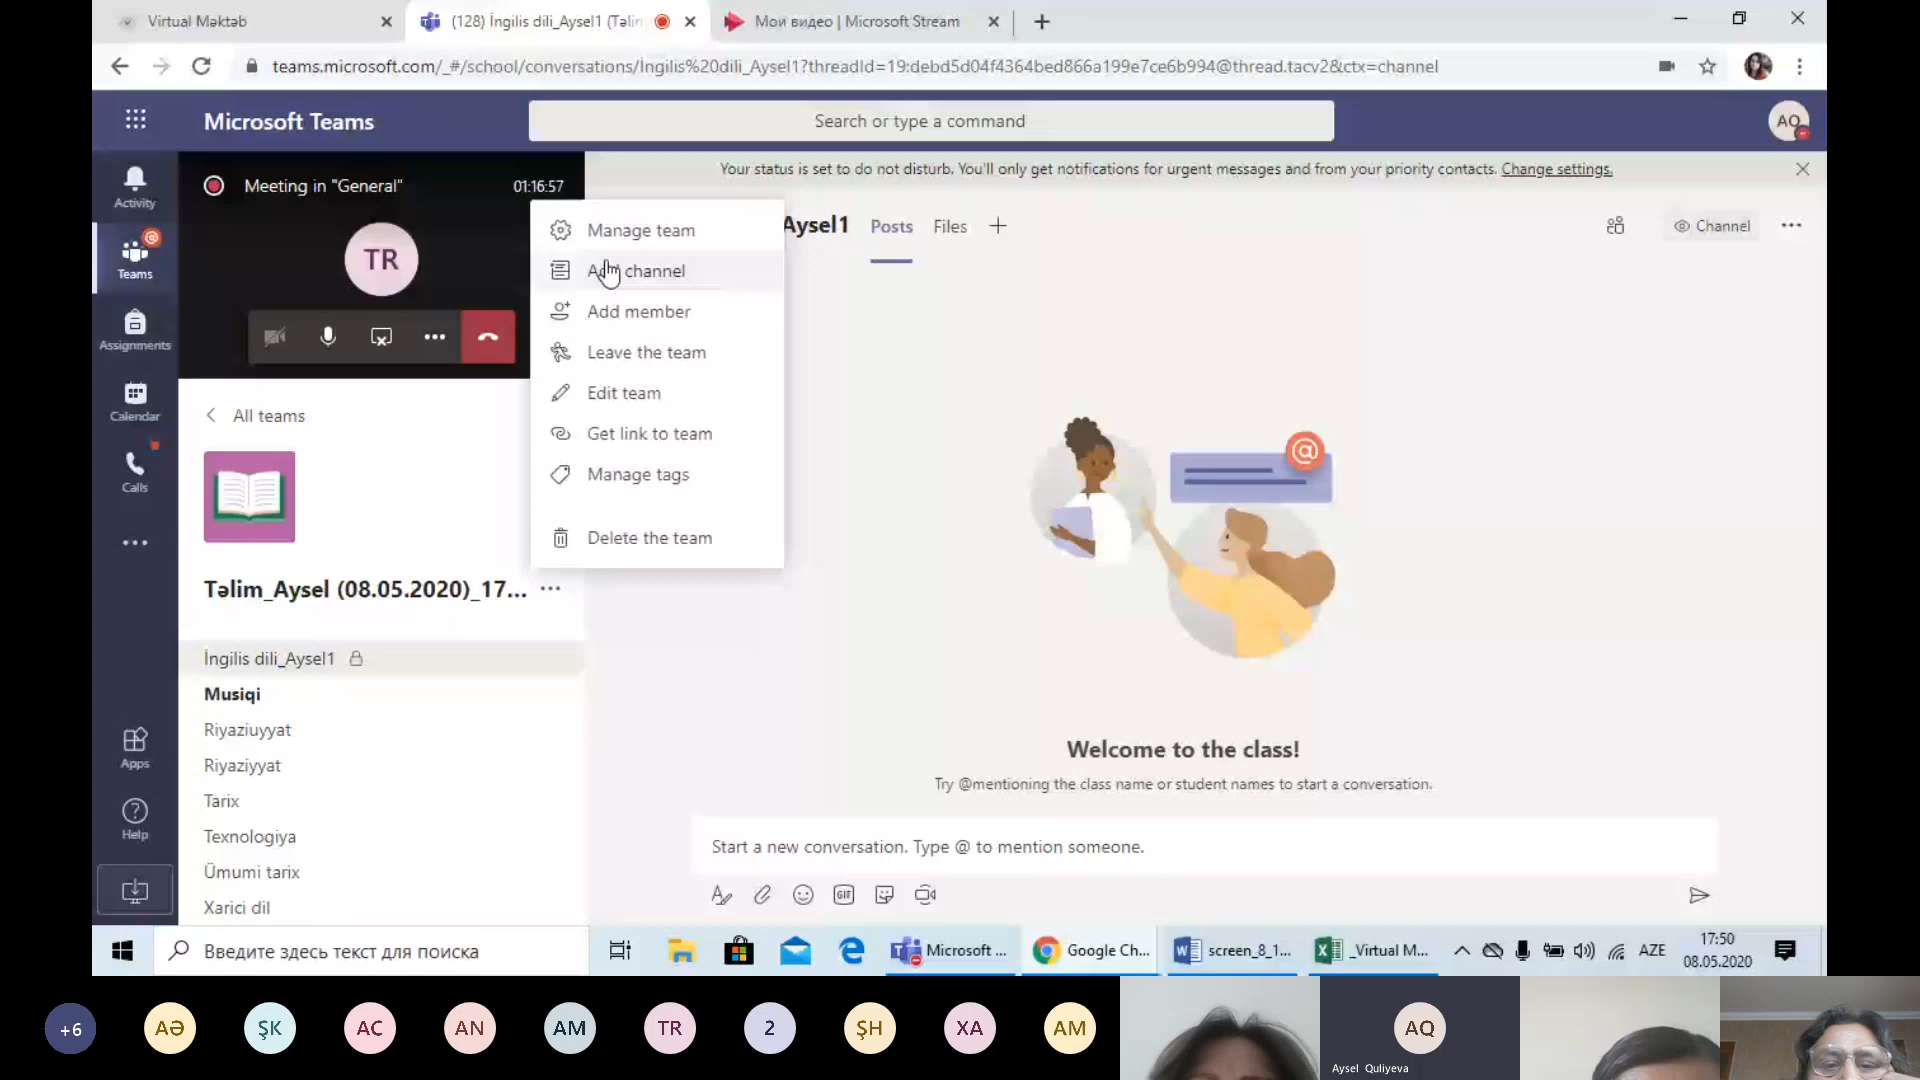 Virtual Məktəb
(128) İngilis dili_Aysel1 (Təlin
Мои видео | Microsoft Stream
teams.microsoft.com/_#/school/conversations/İngilis%20dili_Aysel1?threadId=19:debd5d04f4364bed866a199e7ce6b994@thread.tacv2&ctx=channel
Microsoft Teams
Search or type a command
AQ
Your status is set to do not disturb. You'll only get notifications for urgent messages and from your priority contacts. Change settings.
Activity
Teams
Assignments
Calendar
Calls
Apps
Help
Meeting in "General"
01:16:57
TR
All teams
Təlim_Aysel (08.05.2020)_17...
İngilis dili_Aysel1
Musiqi
Riyaziuyyat
Riyaziyyat
Tarix
Texnologiya
Ümumi tarix
Xarici dil
Manage team
Add channel
Add member
Leave the team
Edit team
Get link to team
Manage tags
Delete the team
Aysel1
Posts
Files
Channel
@
Welcome to the class!
Try @mentioning the class name or student names to start a conversation.
Start a new conversation. Type @ to mention someone.
GIF
Введите здесь текст для поиска
Microsoft ...
Google Ch...
screen_8_1...
_Virtual M...
AZE
17:50
08.05.2020
+6
AƏ
ŞK
AC
AN
AM
TR
2
ŞH
XA
AM
AQ
Aysel Quliyeva